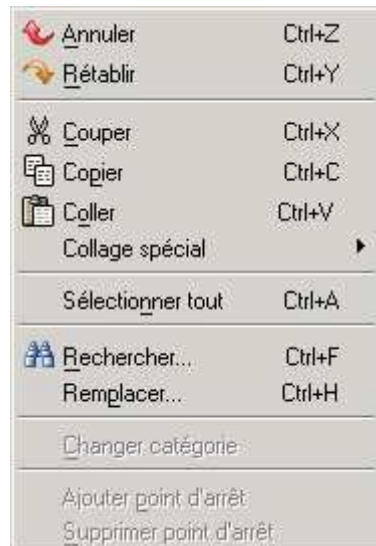 Annuler Ctrl+Z
Rétablir Ctrl+Y
Couper Ctrl+X
Copier Ctrl+C
Coller Ctrl+V
Collage spécial
Sélectionner tout Ctrl+A
Rechercher... Ctrl+F
Remplacer... Ctrl+H
Changer catégorie
Ajouter point d'arrêt
Supprimer point d'arrêt